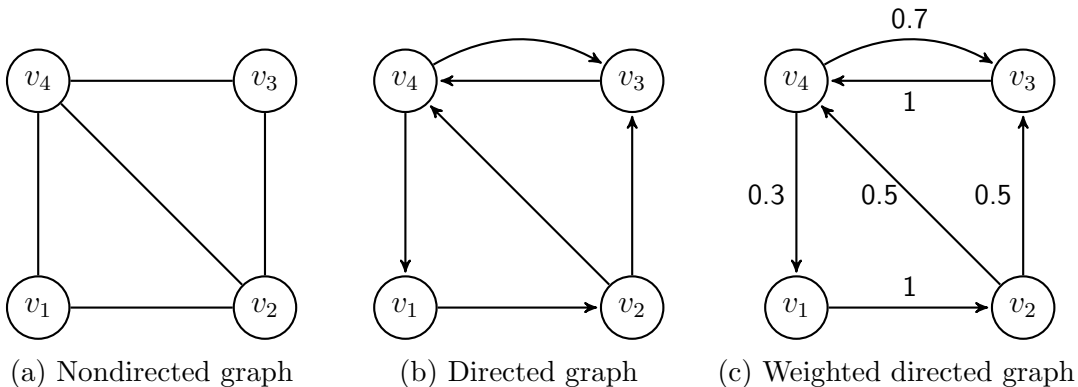 v4
v3
v1
v2
(a) Nondirected graph
v4
v3
v1
v2
(b) Directed graph
0.7
v4
v3
1
0.3
0.5
0.5
v1
1
v2
(c) Weighted directed graph